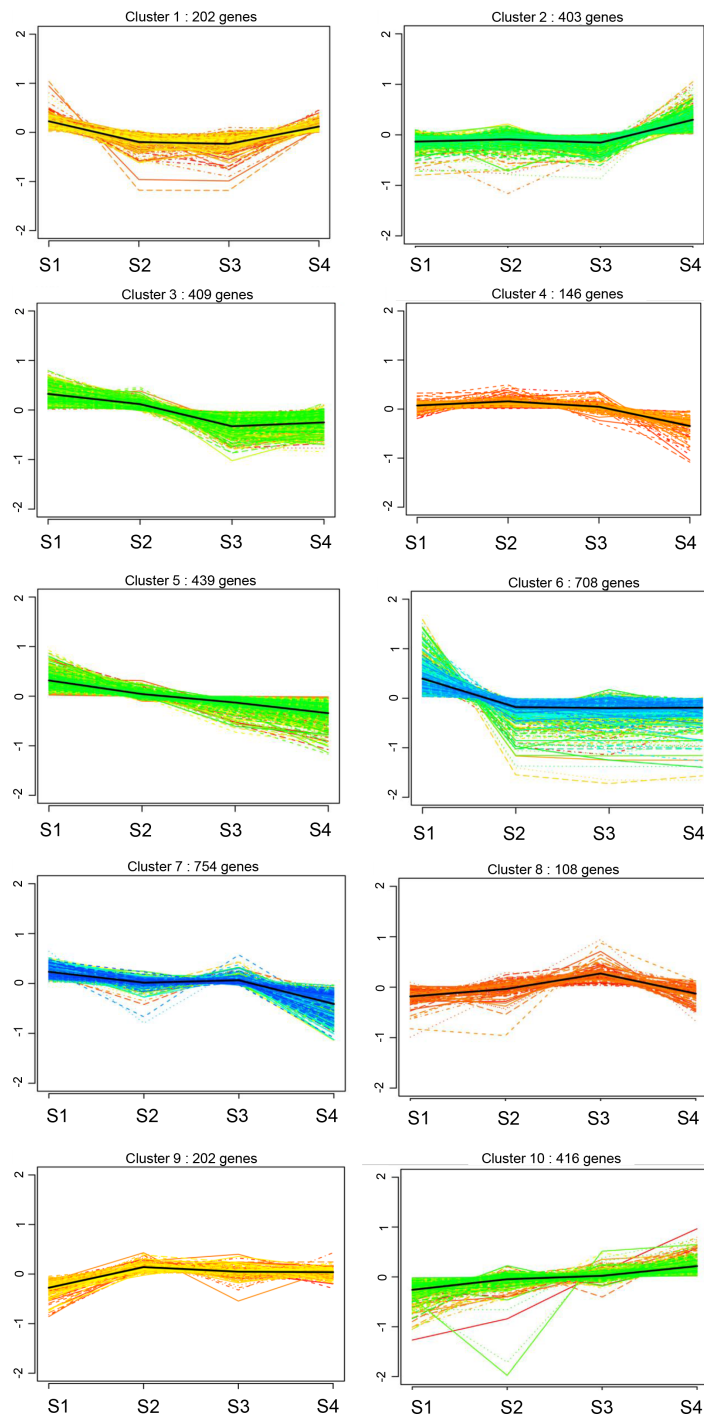 Cluster 1 : 202 genes
2
1
0
-1
-2
S1 S2 S3 S4
Cluster 2 : 403 genes
2
1
0
-1
-2
S1 S2 S3 S4
Cluster 3 : 409 genes
2
1
0
-1
-2
S1 S2 S3 S4
Cluster 4 : 146 genes
2
1
0
-1
-2
S1 S2 S3 S4
Cluster 5 : 439 genes
2
1
0
-1
-2
S1 S2 S3 S4
Cluster 6 : 708 genes
2
1
0
-1
-2
S1 S2 S3 S4
Cluster 7 : 754 genes
2
1
0
-1
-2
S1 S2 S3 S4
Cluster 8 : 108 genes
2
1
0
-1
-2
S1 S2 S3 S4
Cluster 9 : 202 genes
2
1
0
-1
-2
S1 S2 S3 S4
Cluster 10 : 416 genes
2
1
0
-1
-2
S1 S2 S3 S4